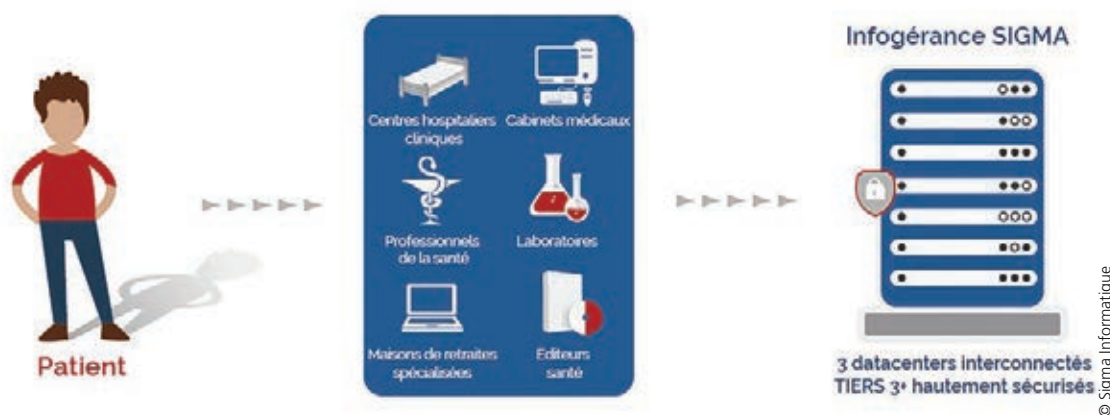 Patient
Centres hospitaliers
cliniques
Cabinets médicaux
Professionnels
de la santé
Laboratoires
Maisons de retraites
spécialisées
Editeurs
santé
Infogérance SIGMA
3 datacenters interconnectés
TIERS 3+ hautement sécurisés
© Sigma Informatique